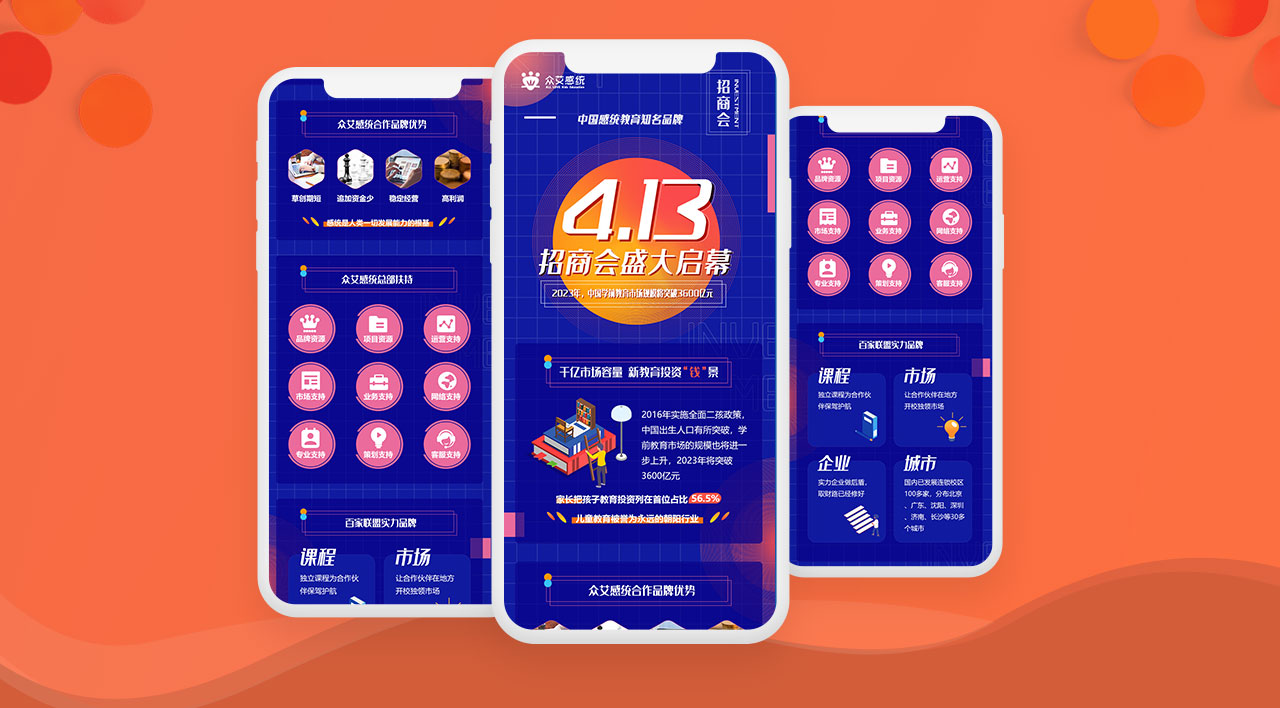 众艾感统合作品牌优势
草创期短
追加资金少
稳定经营
高利润
感统是人类一切发展能力的根基
众艾感统总部扶持
品牌资源
项目资源
运营支持
市场支持
业务支持
网络支持
专业支持
策划支持
客服支持
百家联盟实力品牌
课程
独立课程为合作伙
伴保驾护航
市场
让合作伙伴在地方
开校独领市场
众艾感统
ALL LOVE Kids Education
招商会
INVESTMENT
中国感统教育知名品牌
4.13
招商会盛大启幕
2023年,中国学前教育市场规模将突破3600亿元
INVE
千亿市场容量 新教育投资“钱”景
2016年实施全面二孩政策,
中国出生人口有所突破,学
前教育市场的规模也将进一
步上升,2023年将突破
3600亿元
家长把孩子教育投资列在首位占比 56.5%
儿童教育被誉为永远的朝阳行业
众艾感统合作品牌优势
品牌资源
项目资源
运营支持
市场支持
业务支持
网络支持
专业支持
策划支持
客服支持
百家联盟实力品牌
课程
独立课程为合作伙
伴保驾护航
市场
让合作伙伴在地方
开校独领市场
企业
实力企业做后盾,
取财路已经修好
城市
国内已发展连锁校区
100多家,分布北京
、广东、沈阳、深圳
、济南、长沙等30多
个城市